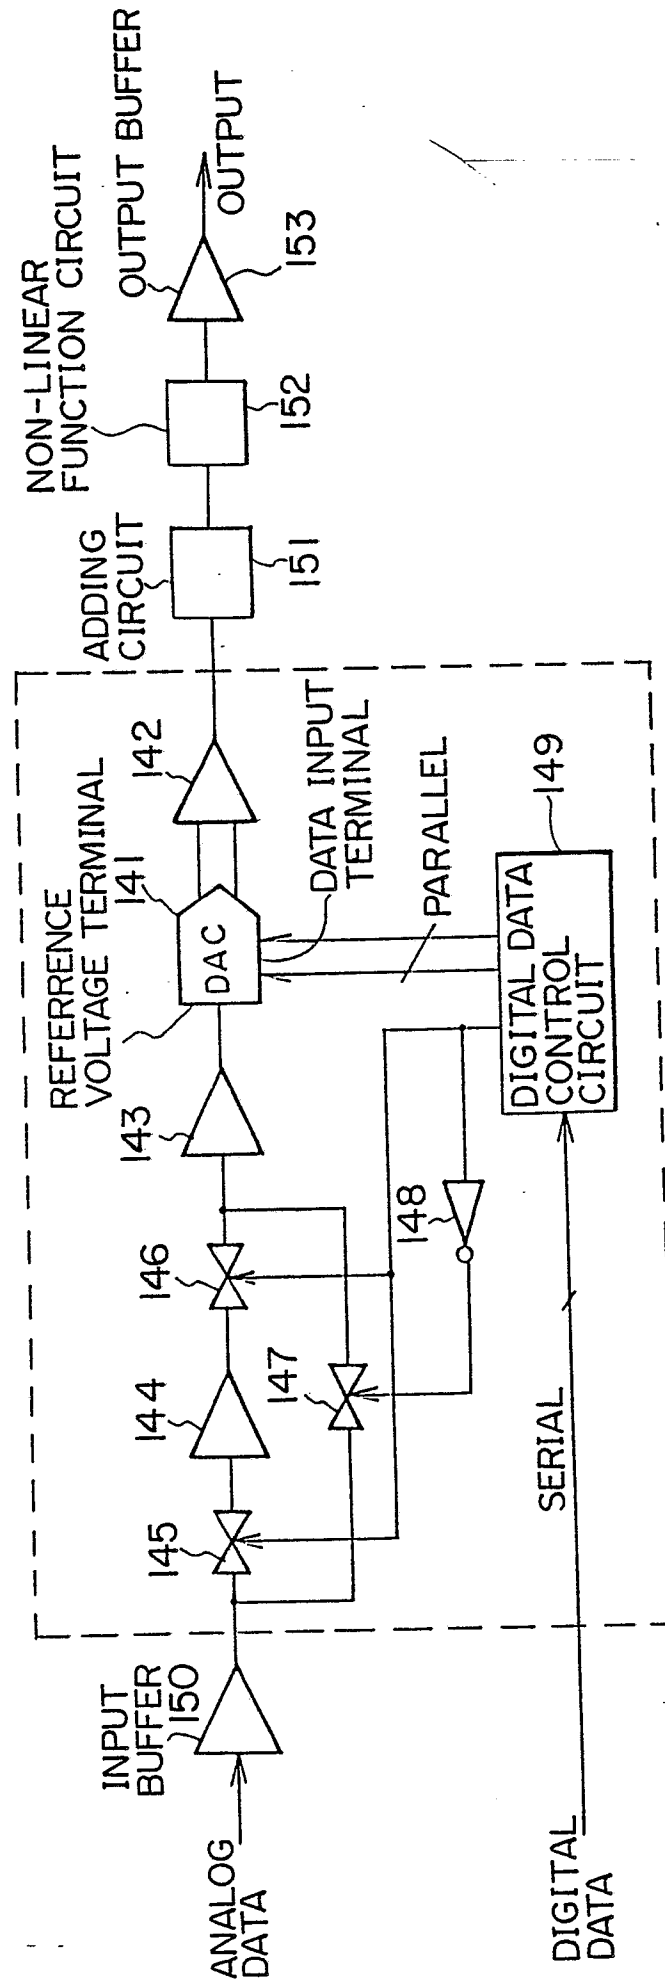 ANALOG
DATA
INPUT
BUFFER
150
145
144
146
147
148
143
REFERRENCE
VOLTAGE TERMINAL
141
DAC
142
DATA INPUT
TERMINAL
PARALLEL
149
DIGITAL DATA
CONTROL
CIRCUIT
SERIAL
DIGITAL
DATA
ADDING
CIRCUIT
151
NON-LINEAR
FUNCTION CIRCUIT
152
OUTPUT BUFFER
153
OUTPUT